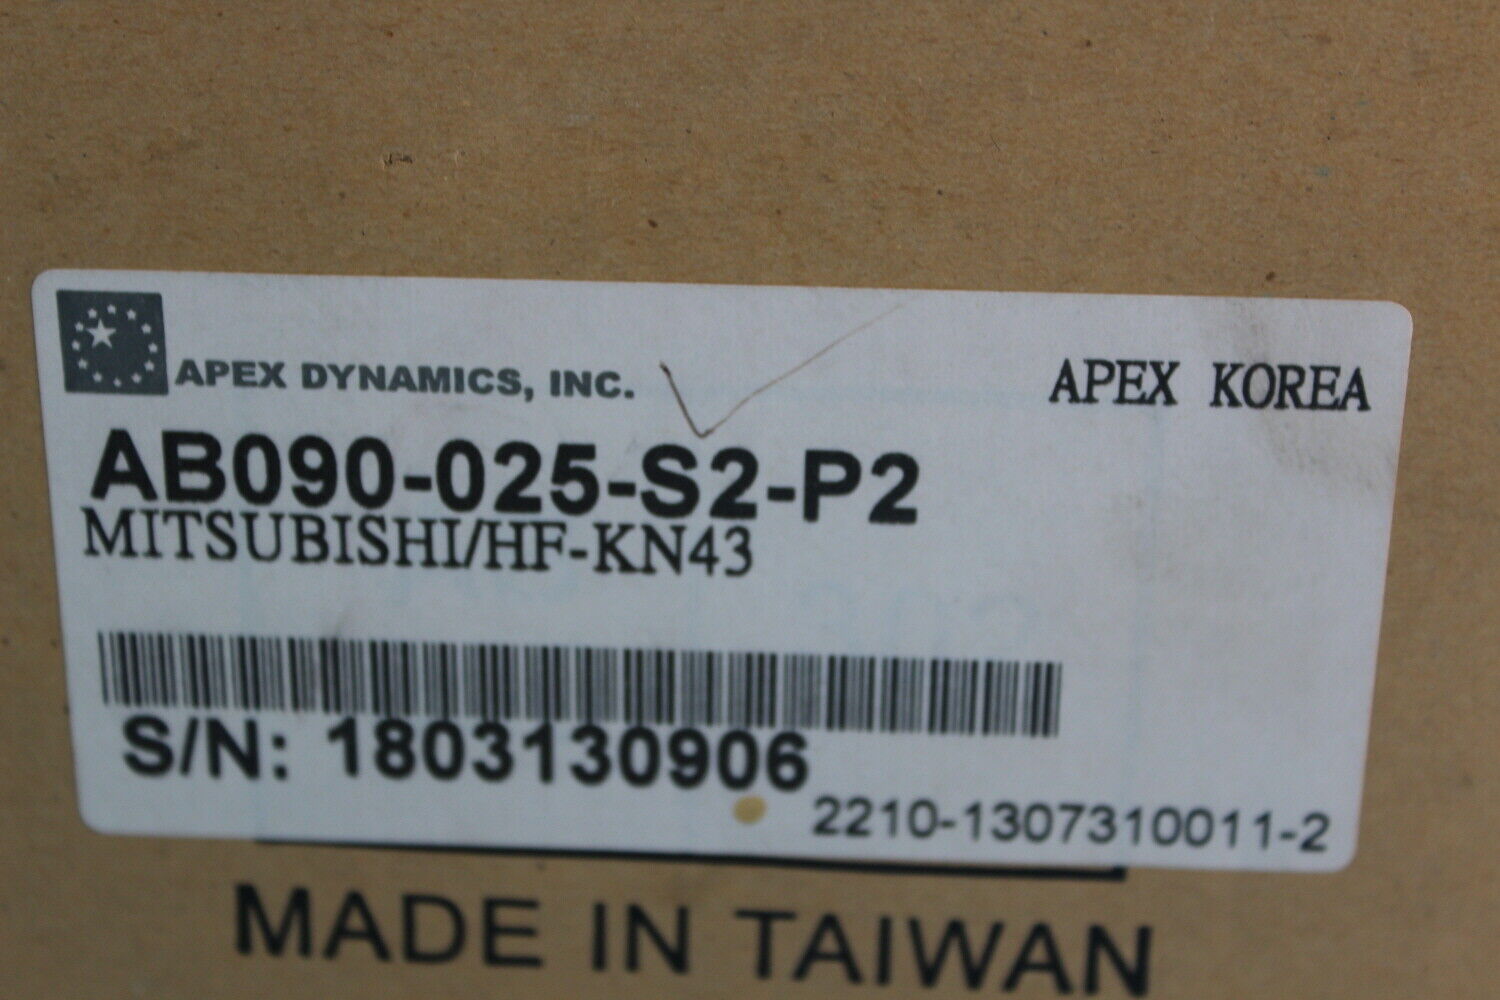 APEX DYNAMICS, INC.
APEX KOREA
AB090-025-S2-P2
MITSUBISHI/HF-KN43
S/N: 1803130906
2210-1307310011-2
MADE IN TAIWAN